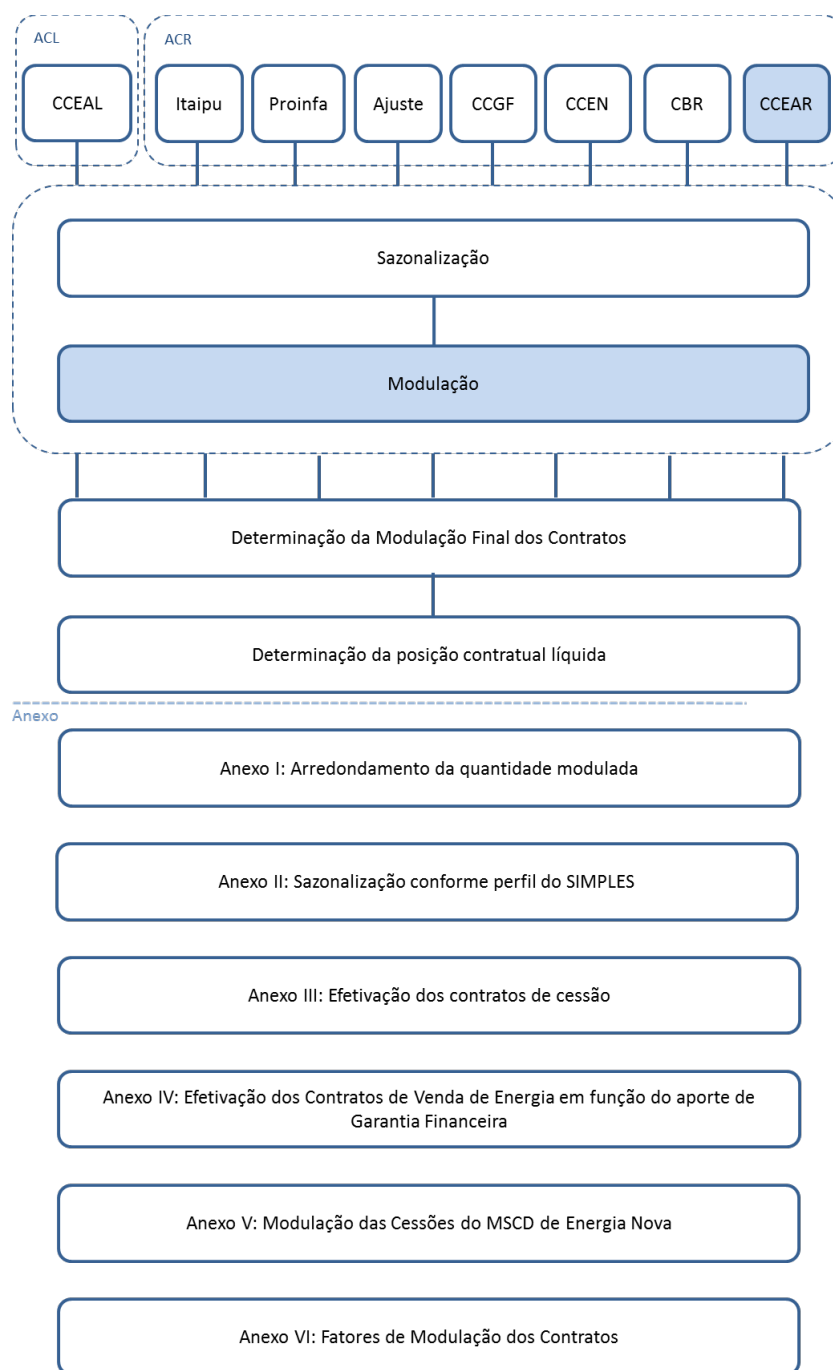 ACL
ACR
CCEAL
Itaipu
Proinfa
Ajuste
CCGF
CCEN
CBR
CCEAR
Sazonalização
Modulação
Determinação da Modulação Final dos Contratos
Determinação da posição contratual líquida
Anexo
Anexo I: Arredondamento da quantidade modulada
Anexo II: Sazonalização conforme perfil do SIMPLES
Anexo III: Efetivação dos contratos de cessão
Anexo IV: Efetivação dos Contratos de Venda de Energia em função do aporte de
Garantia Financeira
Anexo V: Modulação das Cessões do MSCD de Energia Nova
Anexo VI: Fatores de Modulação dos Contratos